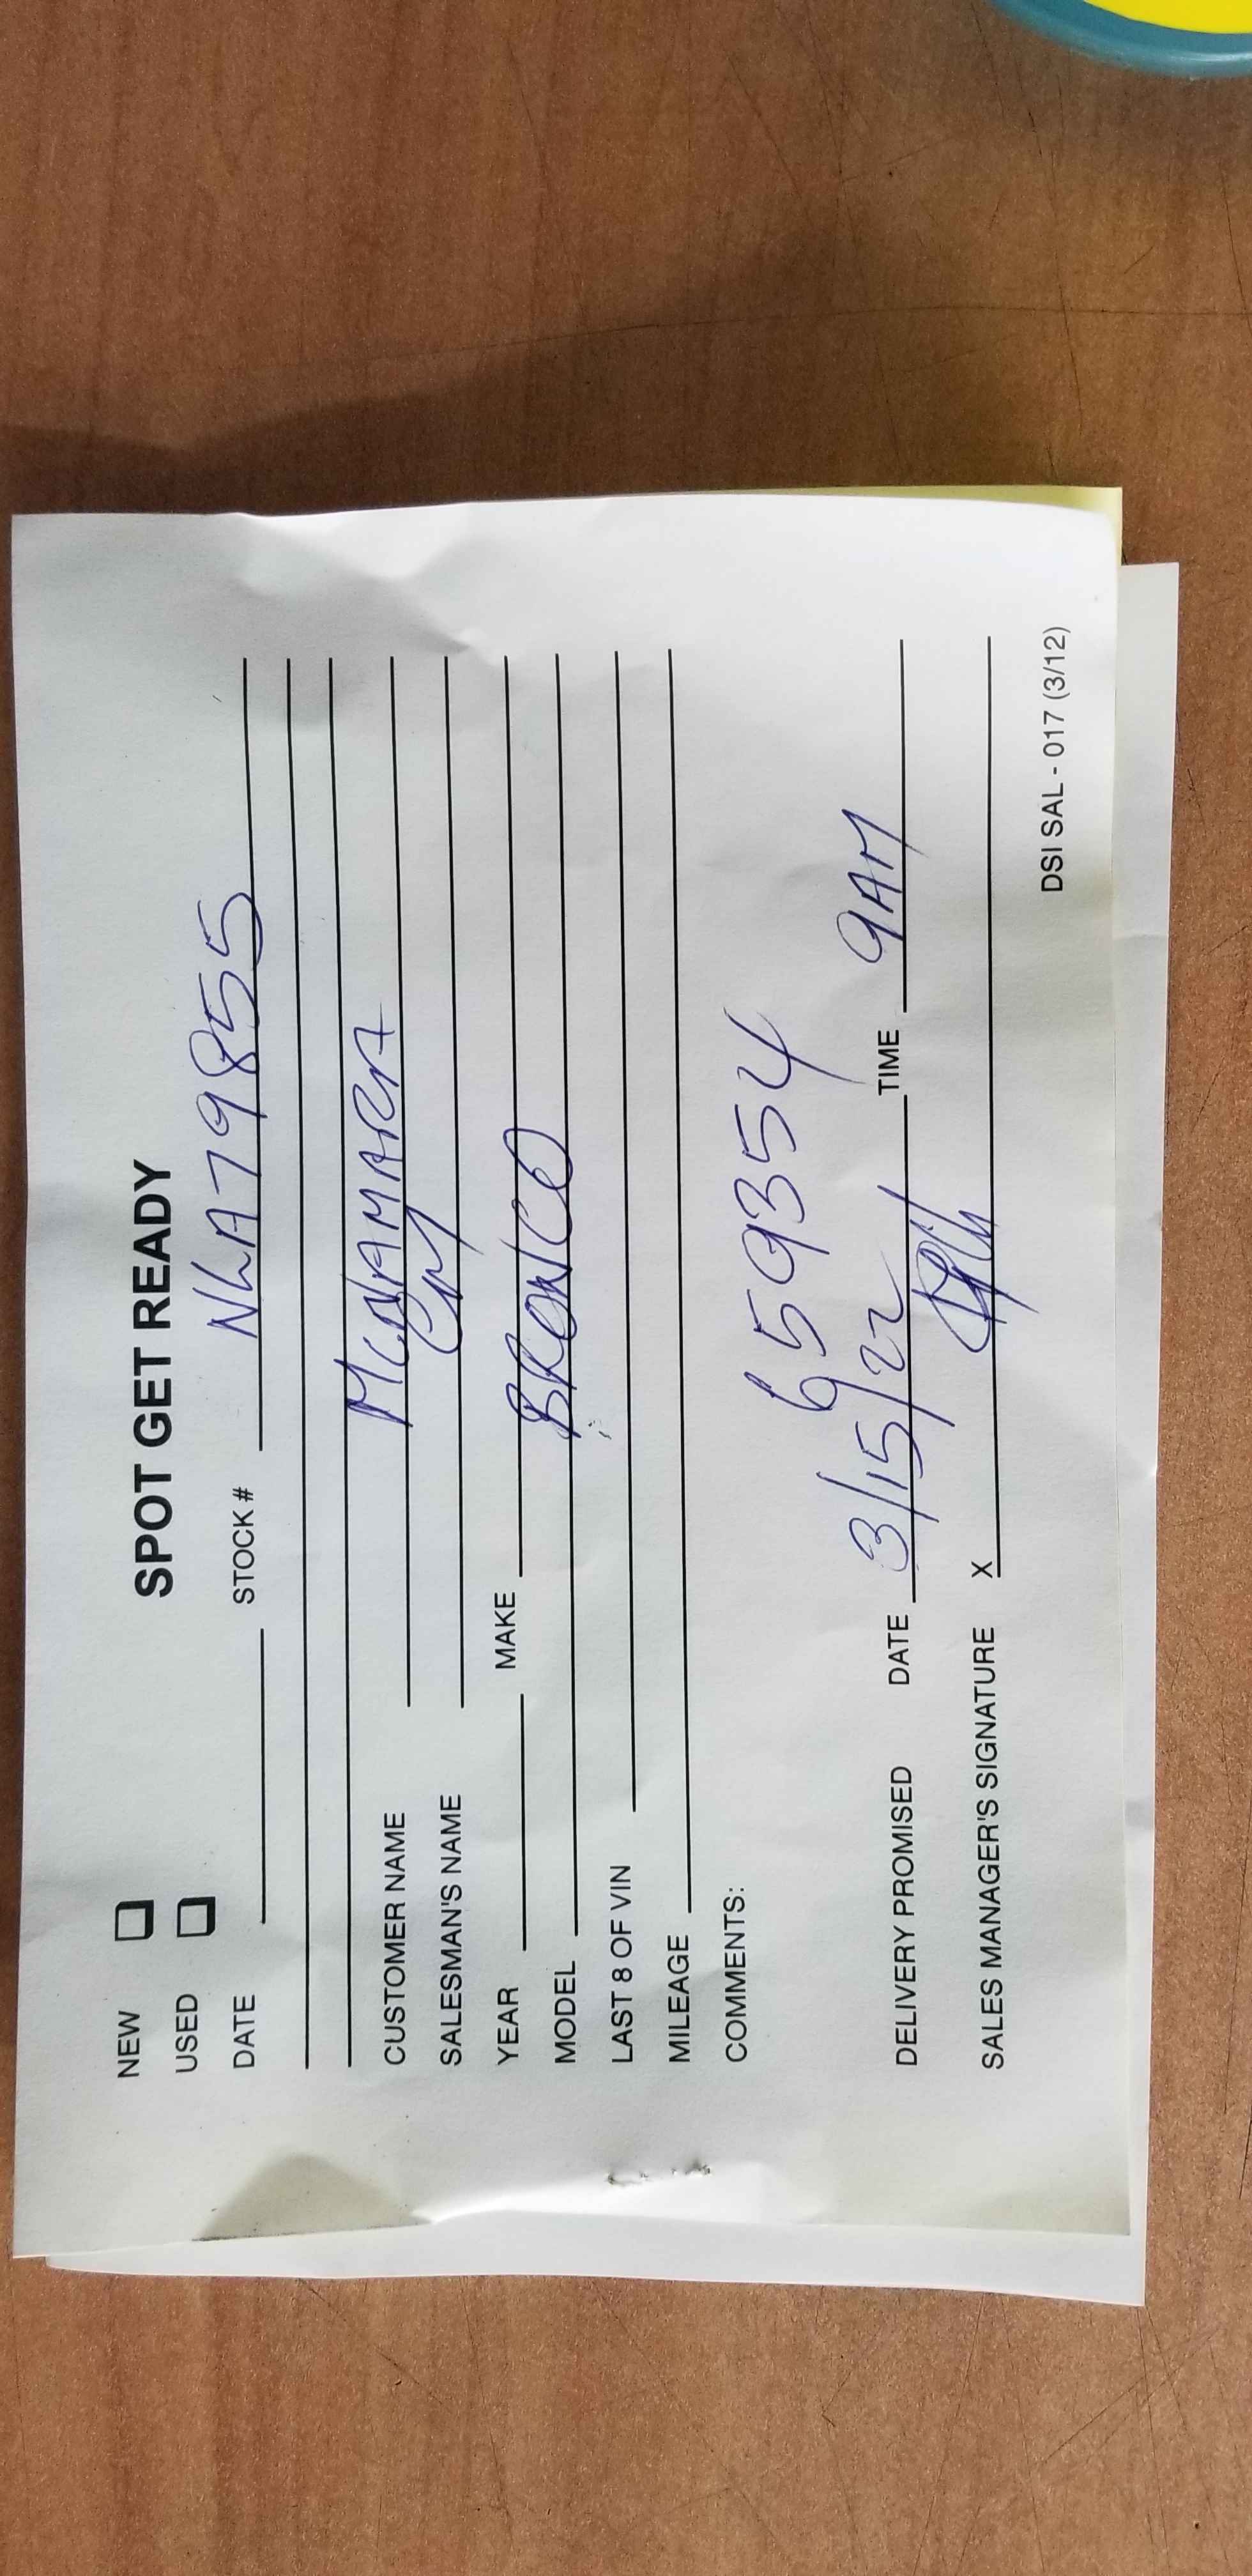 SPOT GET READY
NEW
USED
DATE STOCK # NLA79855
CUSTOMER NAME MCNAMARA
SALESMAN'S NAME
YEAR MAKE
MODEL BRONCO
LAST 8 OF VIN
MILEAGE
COMMENTS:
659354
DELIVERY PROMISED DATE 3/15/22 TIME 9AM
SALES MANAGER'S SIGNATURE X
DSI SAL - 017 (3/12)